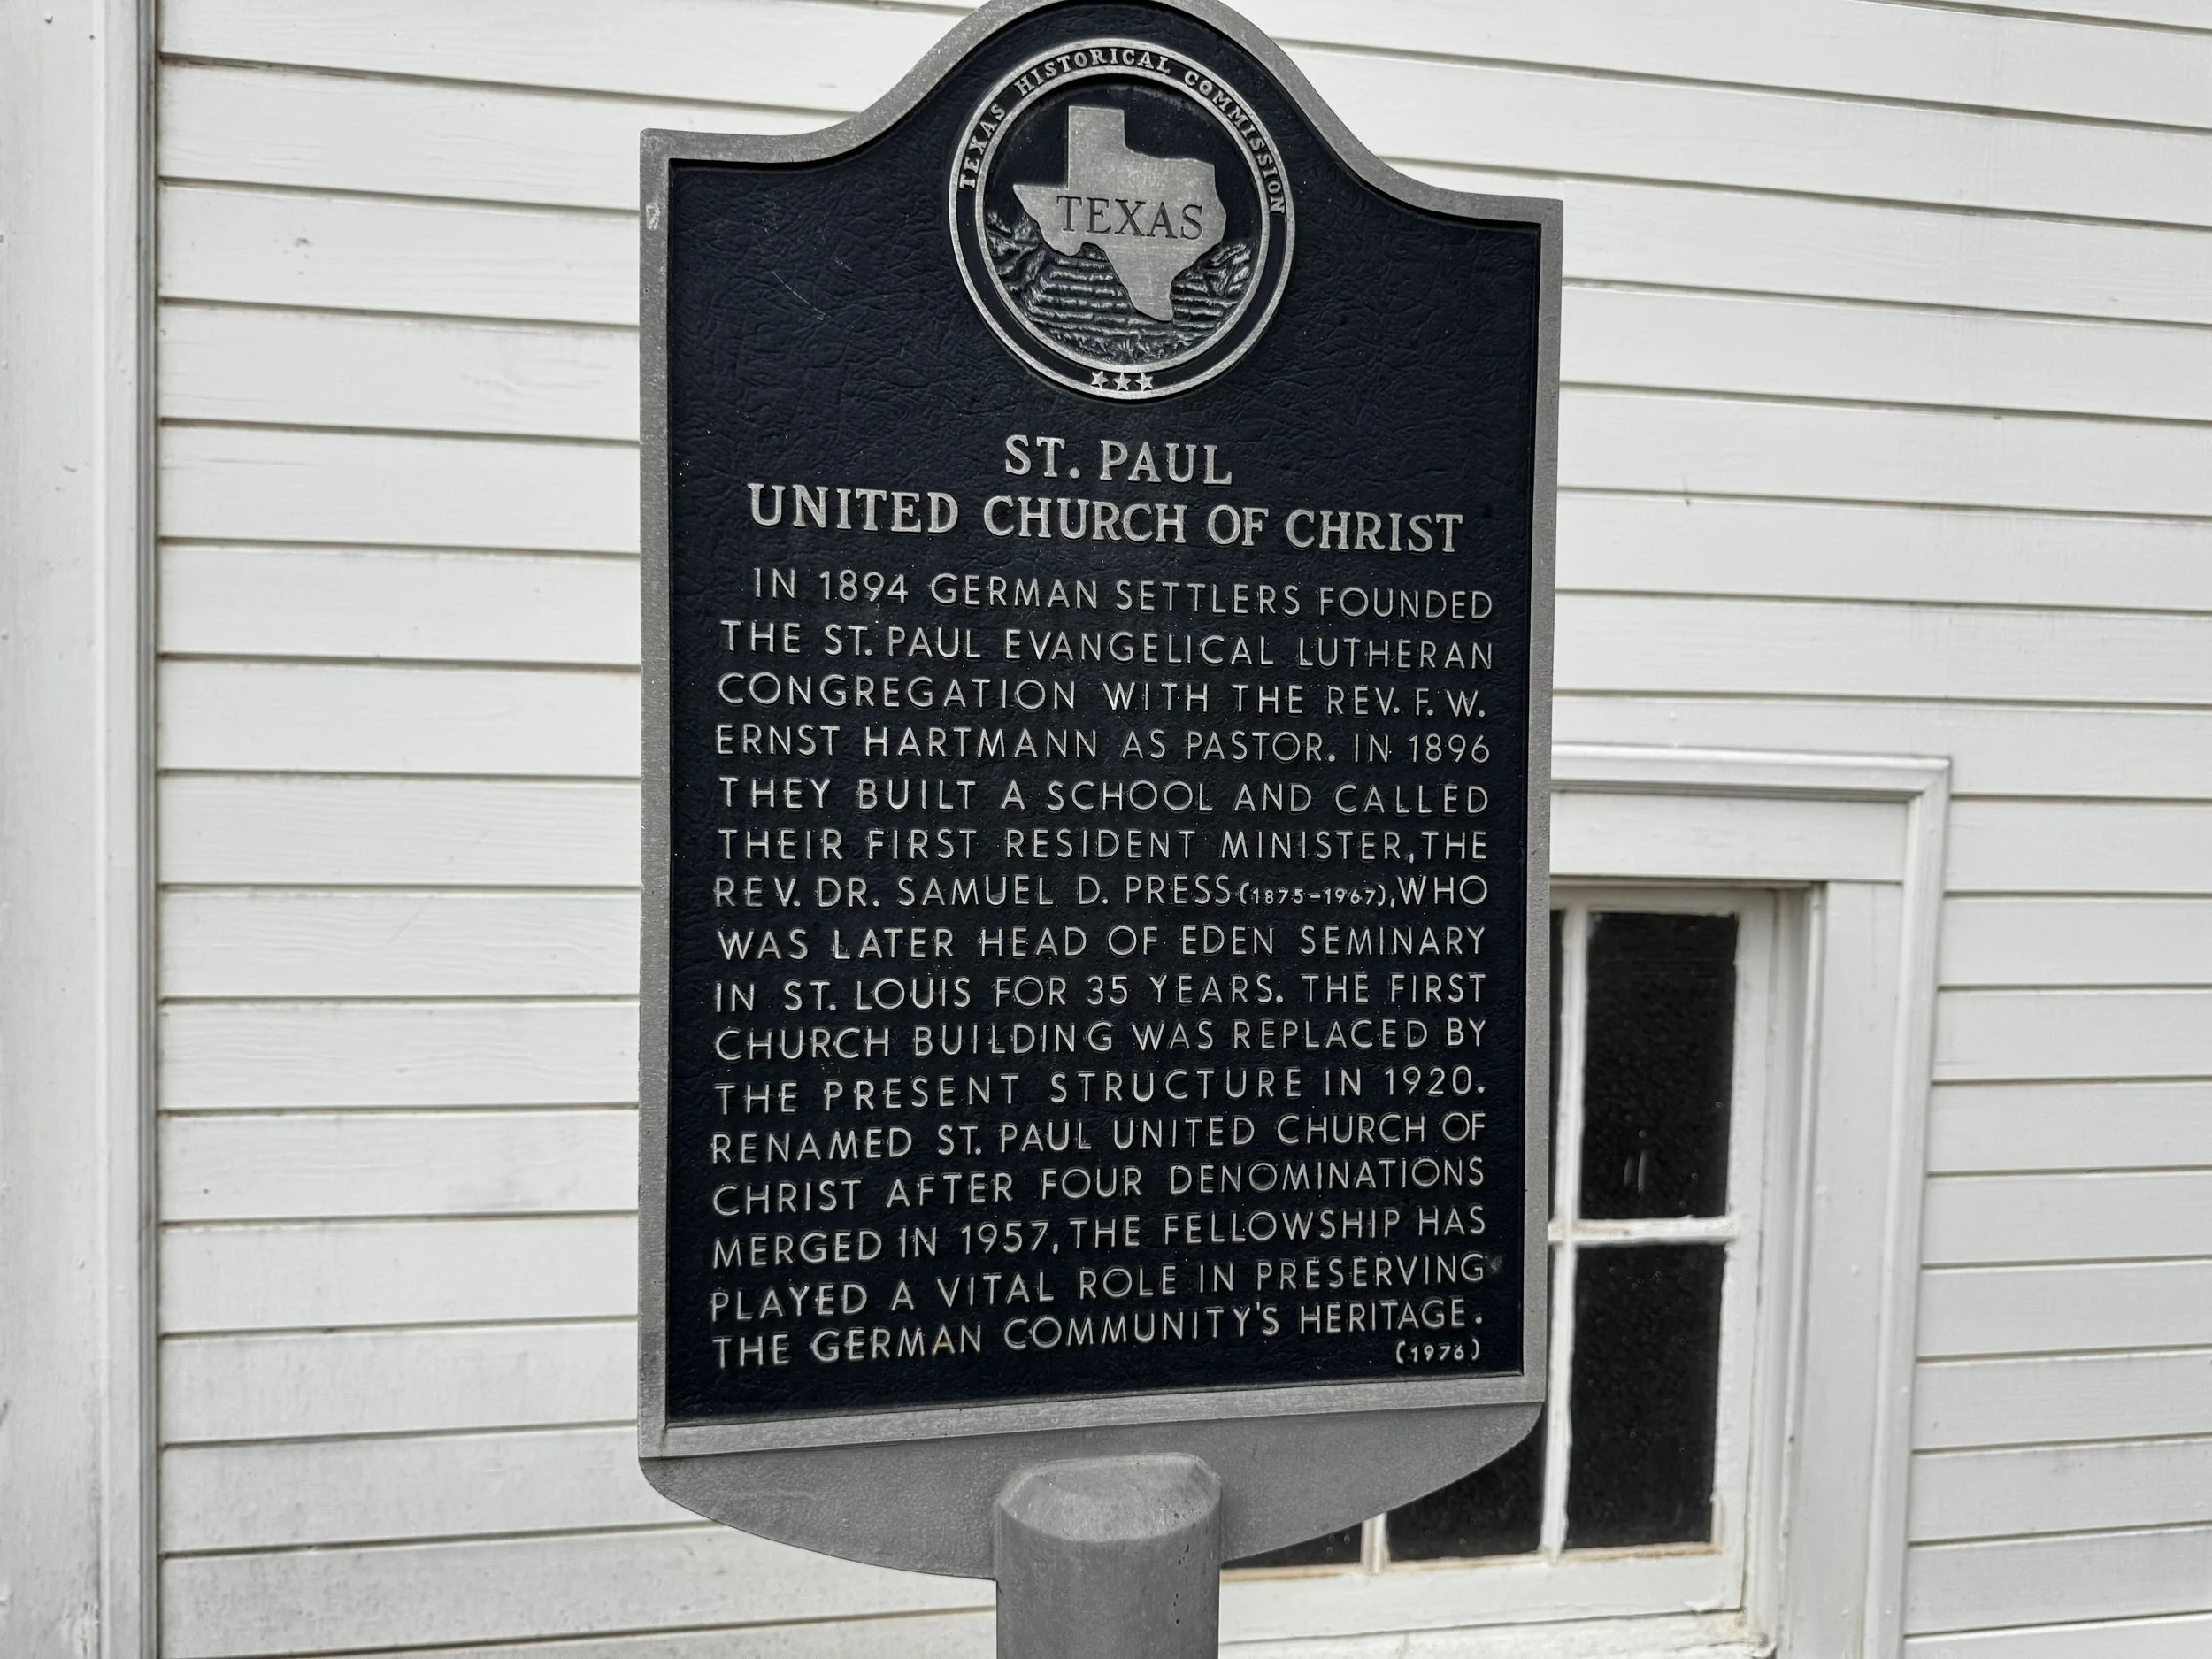 TEXAS HISTORICAL COMMISSION
TEXAS
ST. PAUL
UNITED CHURCH OF CHRIST
IN 1894 GERMAN SETTLERS FOUNDED
THE ST. PAUL EVANGELICAL LUTHERAN
CONGREGATION WITH THE REV. F. W.
ERNST HARTMANN AS PASTOR. IN 1896
THEY BUILT A SCHOOL AND CALLED
THEIR FIRST RESIDENT MINISTER, THE
REV. DR. SAMUEL D. PRESS (1875-1967), WHO
WAS LATER HEAD OF EDEN SEMINARY
IN ST. LOUIS FOR 35 YEARS. THE FIRST
CHURCH BUILDING WAS REPLACED BY
THE PRESENT STRUCTURE IN 1920.
RENAMED ST. PAUL UNITED CHURCH OF
CHRIST AFTER FOUR DENOMINATIONS
MERGED IN 1957, THE FELLOWSHIP HAS
PLAYED A VITAL ROLE IN PRESERVING
THE GERMAN COMMUNITY'S HERITAGE.
(1976)